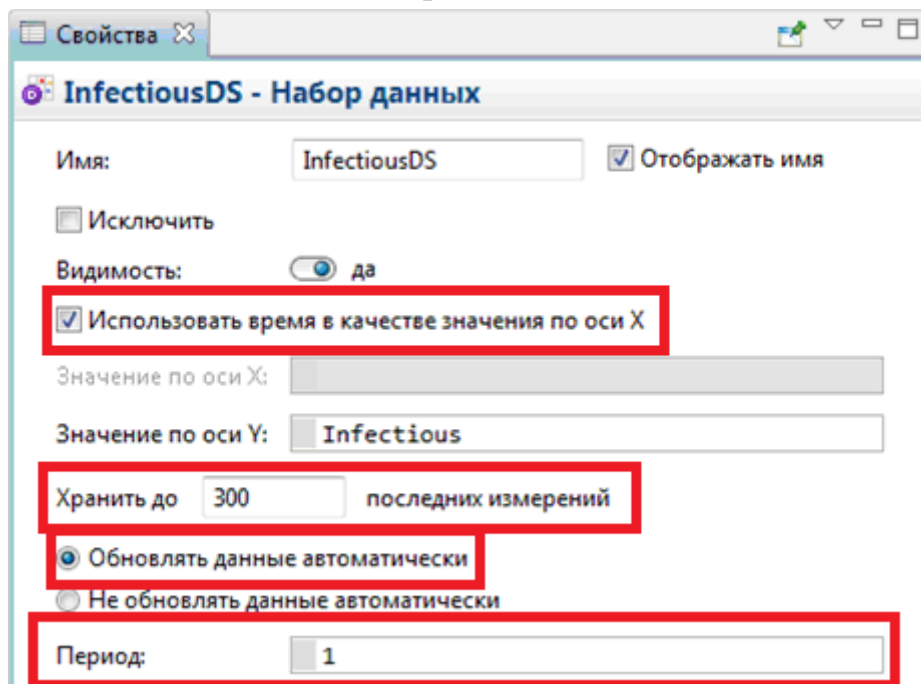 Свойства
InfectiousDS - Набор данных
Имя: InfectiousDS Отображать имя
Исключить
Видимость: да
Использовать время в качестве значения по оси X
Значение по оси X:
Значение по оси Y: Infectious
Хранить до 300 последних измерений
Обновлять данные автоматически
Не обновлять данные автоматически
Период: 1